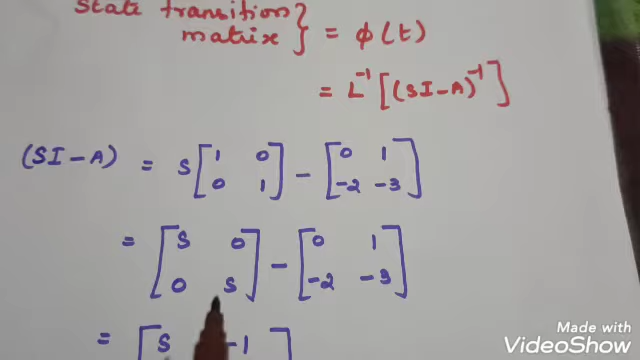 State transition }
matrix } = ϕ(t)
= L⁻¹ [(SI-A)⁻¹]
(SI-A) = S [1 0; 0 1] - [0 1; -2 -3]
= [S 0; 0 S] - [0 1; -2 -3]
= [S -1
Made with
VideoShow